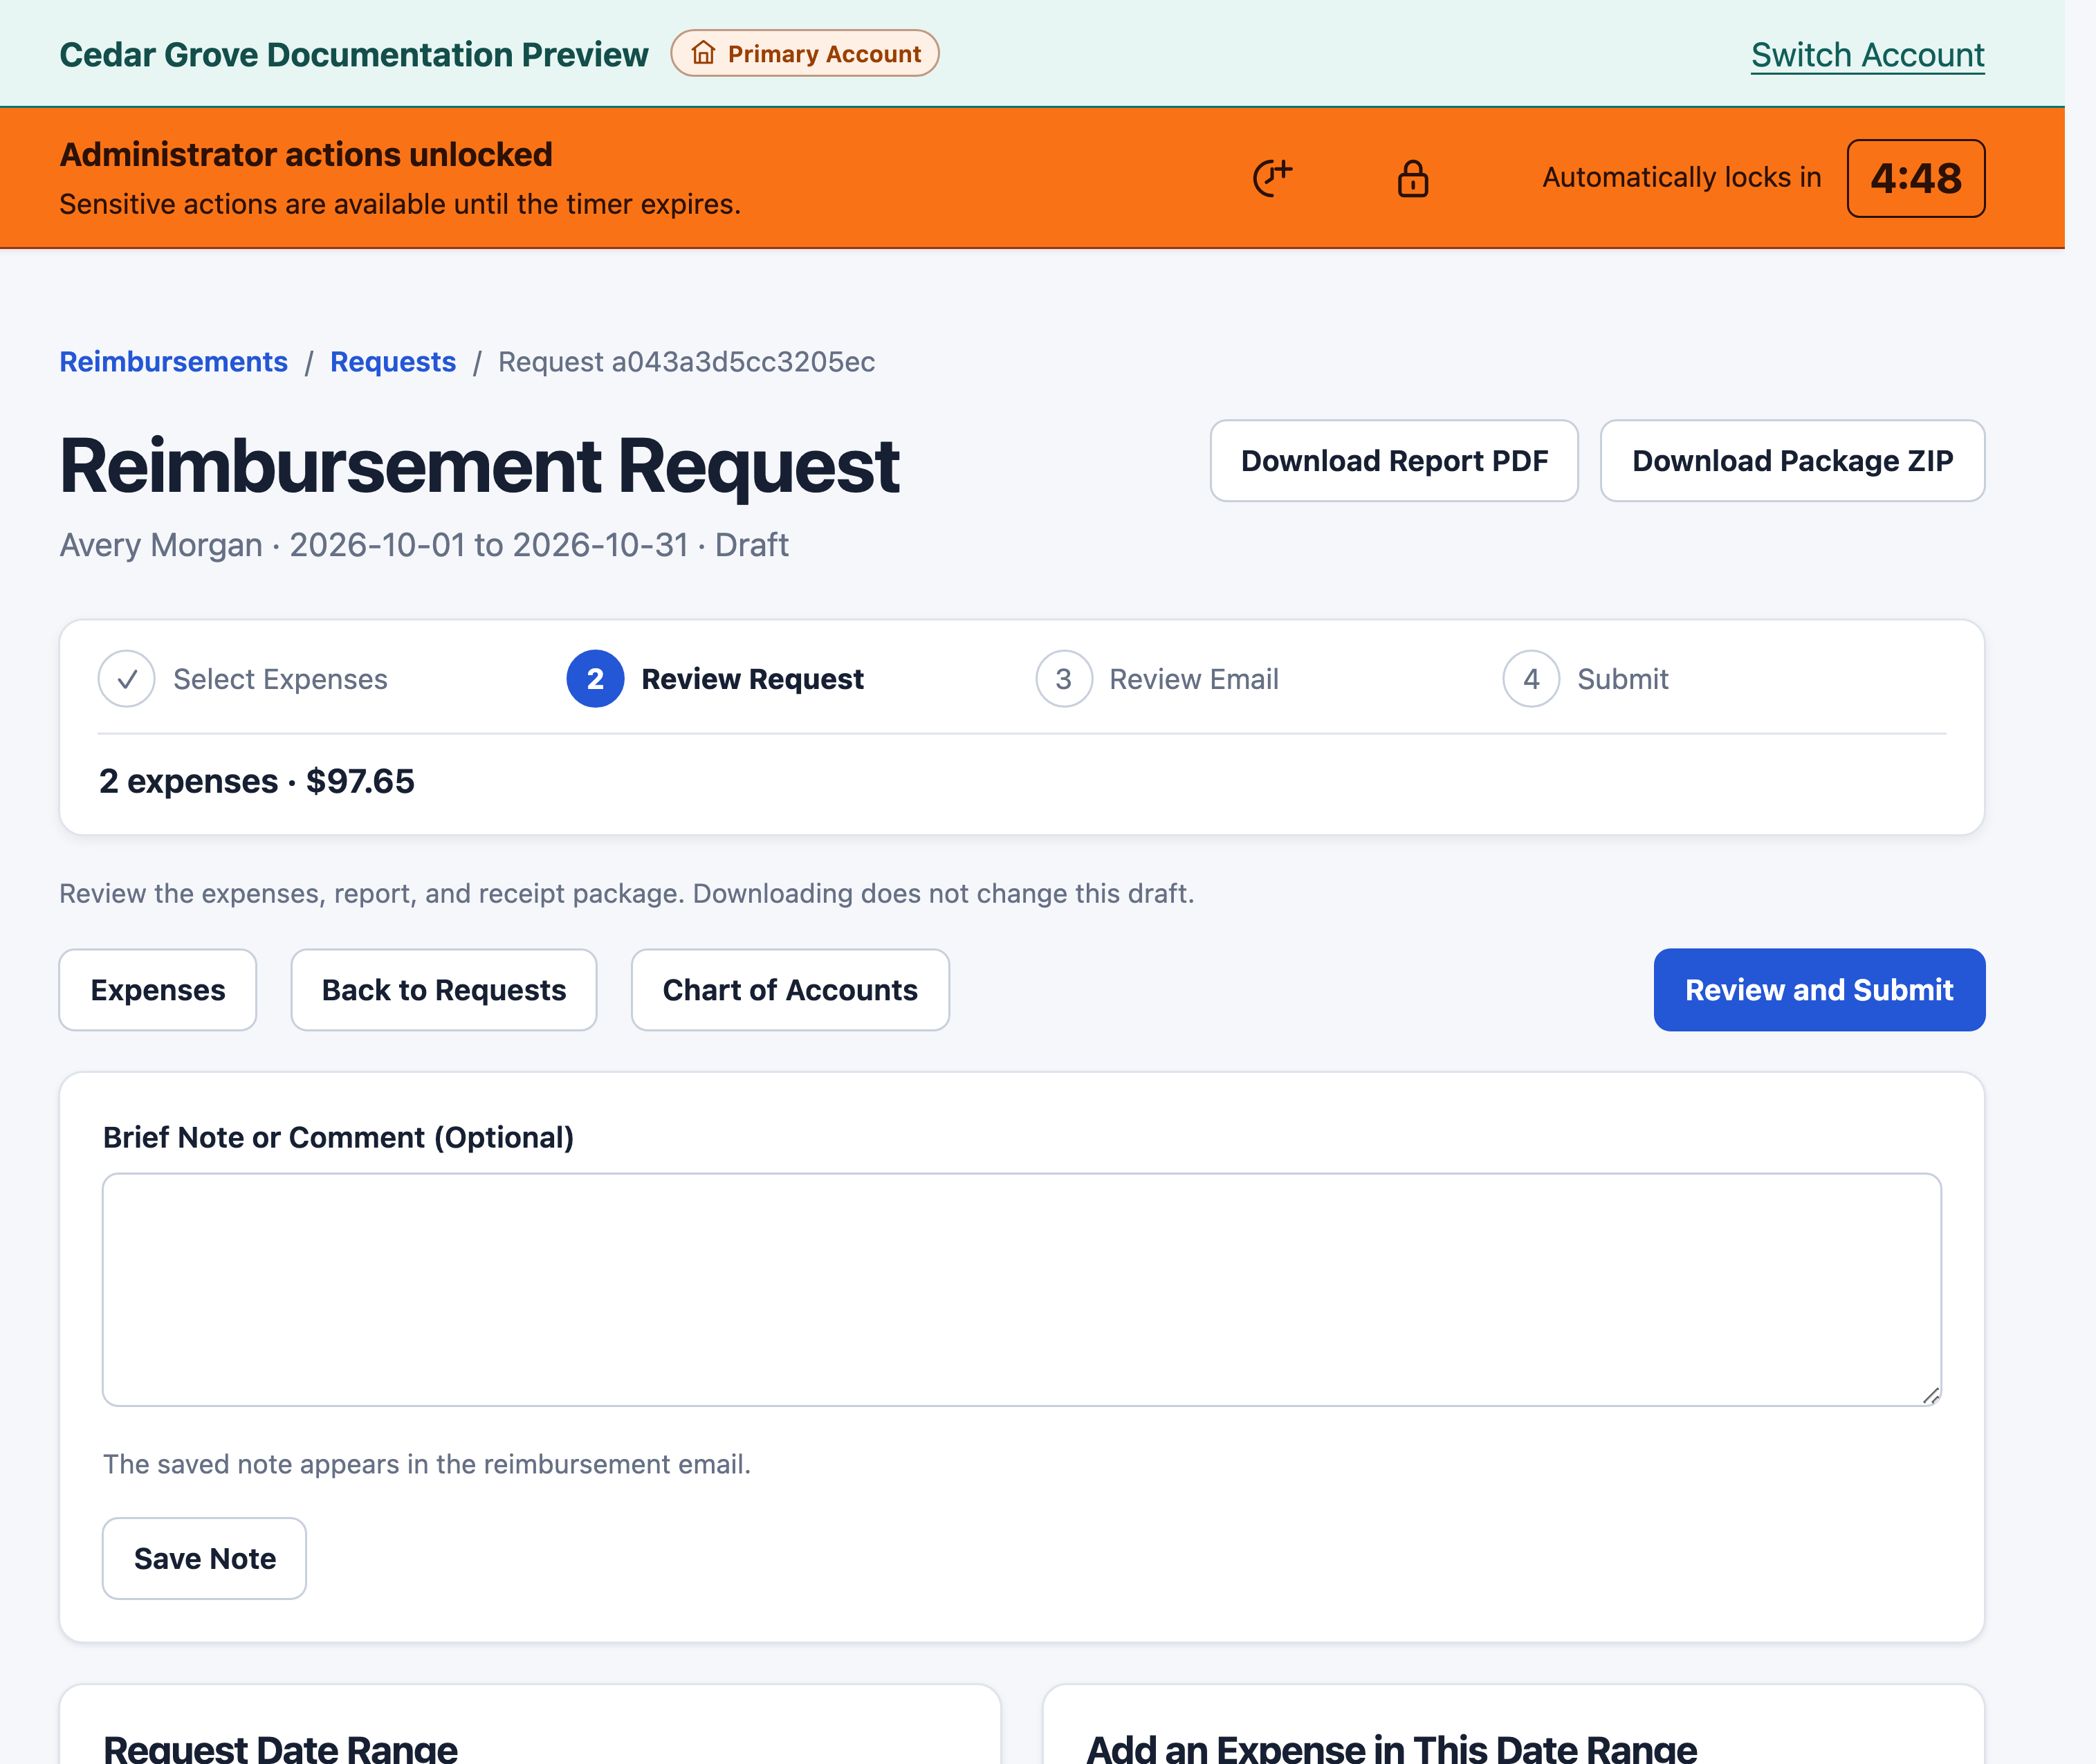 Cedar Grove Documentation Preview Primary Account Switch Account
Administrator actions unlocked
Sensitive actions are available until the timer expires.
Automatically locks in 4:48
Reimbursements / Requests / Request a043a3d5cc3205ec
Reimbursement Request
Download Report PDF Download Package ZIP
Avery Morgan · 2026-10-01 to 2026-10-31 · Draft
Select Expenses 2 Review Request 3 Review Email 4 Submit
2 expenses · $97.65
Review the expenses, report, and receipt package. Downloading does not change this draft.
Expenses Back to Requests Chart of Accounts Review and Submit
Brief Note or Comment (Optional)
The saved note appears in the reimbursement email.
Save Note
Request Date Range Add an Expense in This Date Range